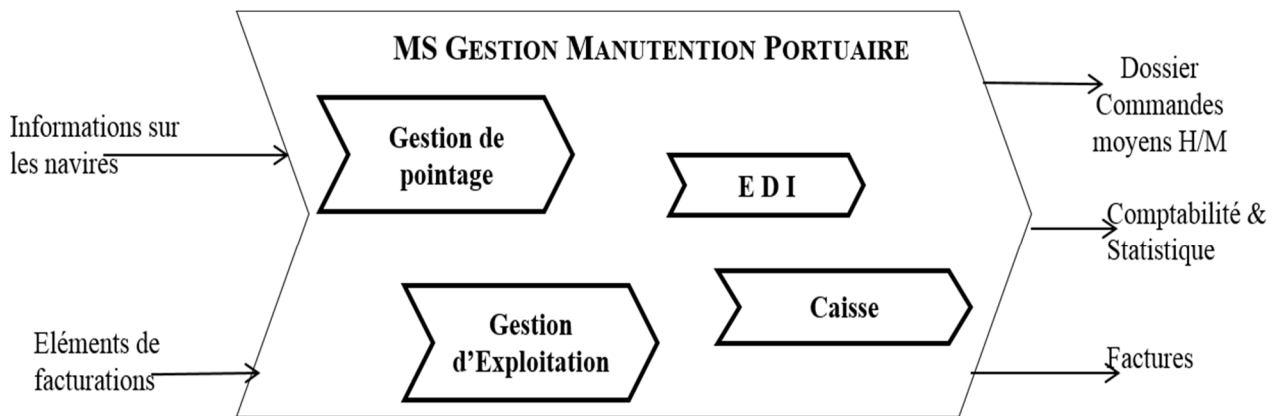 MS GESTION MANUTENTION PORTUAIRE
Informations sur
les navires
Gestion de
pointage
E D I
Dossier
Commandes
moyens H/M
Comptabilité &
Statistique
Eléments de
facturations
Gestion
d’Exploitation
Caisse
Factures